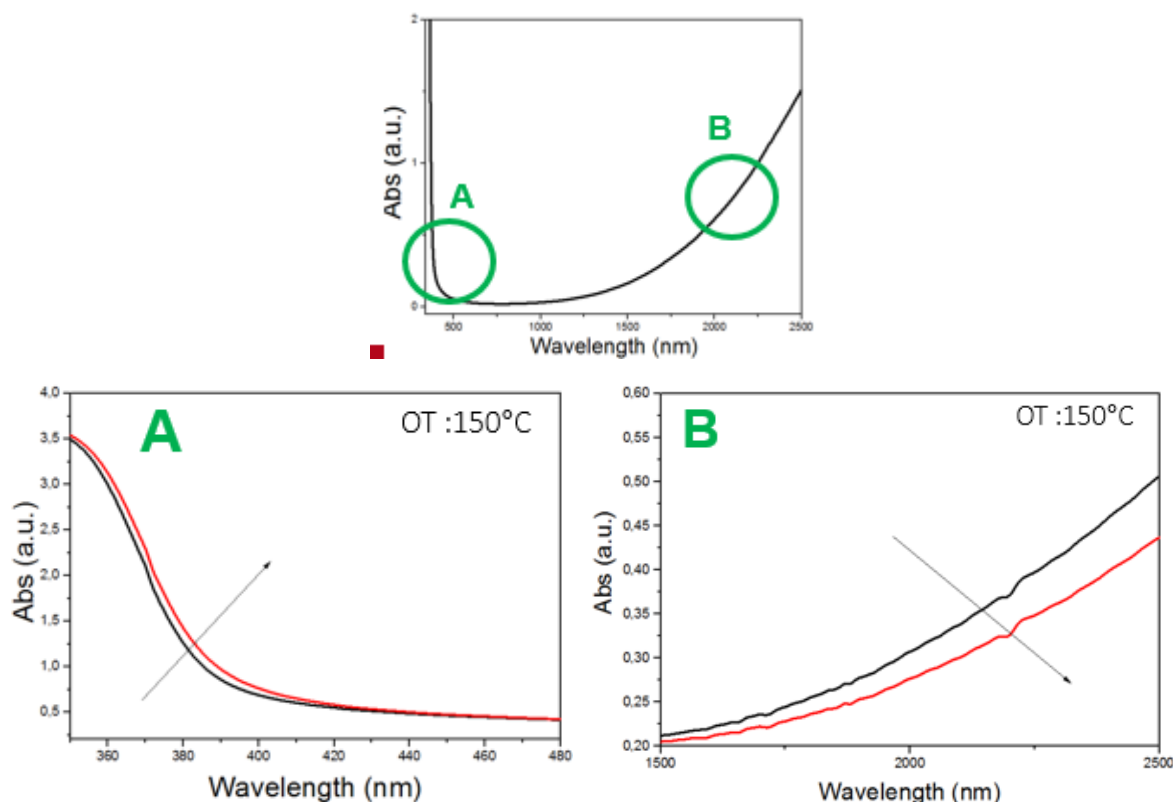 2
1
0
Abs (a.u.)
A
B
500 1000 1500 2000 2500
Wavelength (nm)
A
OT :150°C
4,0
3,5
3,0
2,5
2,0
1,5
1,0
0,5
Abs (a.u.)
360 380 400 420 440 460 480
Wavelength (nm)
B
OT :150°C
0,60
0,55
0,50
0,45
0,40
0,35
0,30
0,25
0,20
Abs (a.u.)
1500 2000 2500
Wavelength (nm)